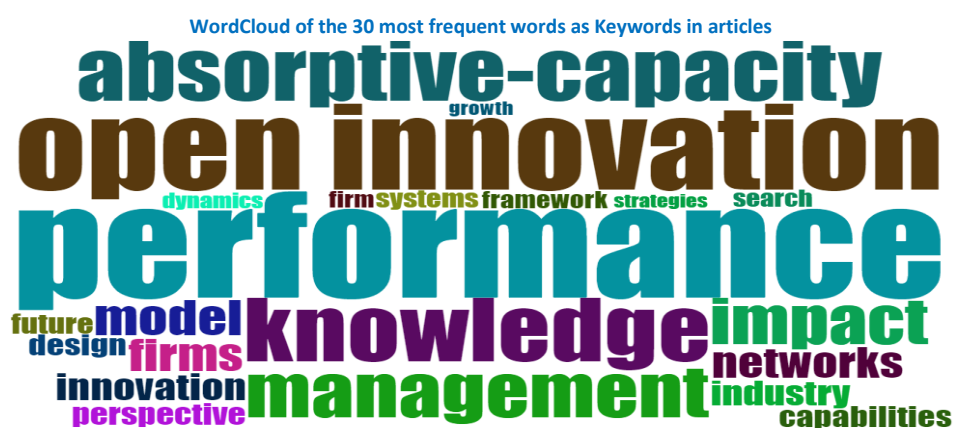 WordCloud of the 30 most frequent words as Keywords in articles
absorptive-capacity
growth
open innovation
dynamics firm systems framework strategies search
performance
future model knowledge impact
design firms networks
innovation management industry
perspective capabilities